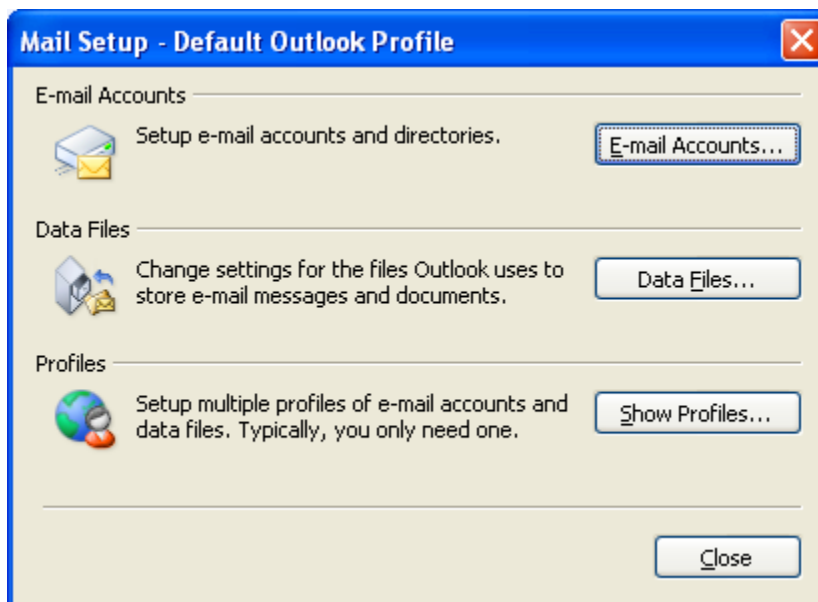 Mail Setup - Default Outlook Profile
E-mail Accounts
Setup e-mail accounts and directories.
E-mail Accounts...
Data Files
Change settings for the files Outlook uses to
store e-mail messages and documents.
Data Files...
Profiles
Setup multiple profiles of e-mail accounts and
data files. Typically, you only need one.
Show Profiles...
Close